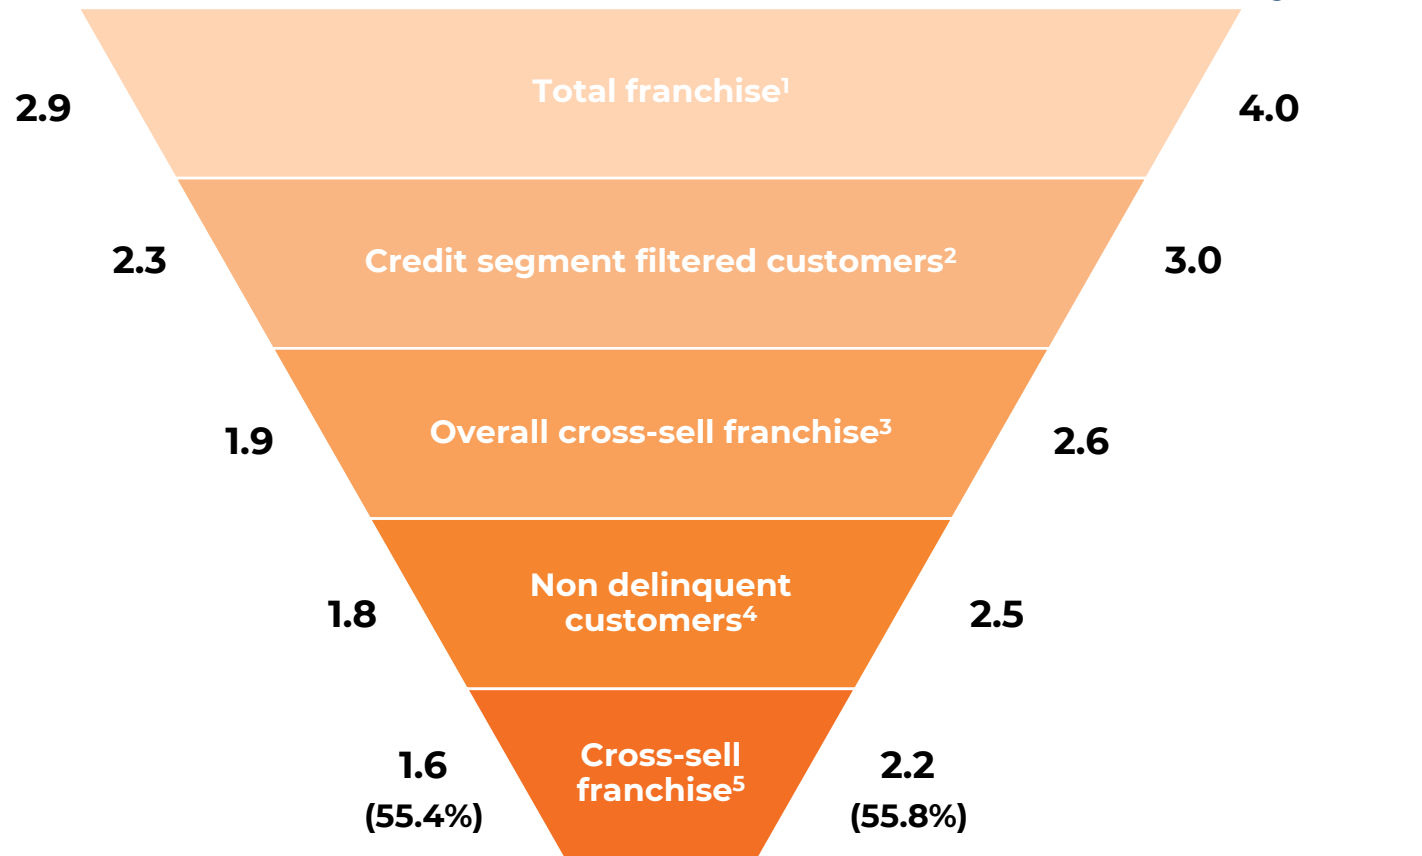 Total franchise¹
2.9
4.0
Credit segment filtered customers²
2.3
3.0
Overall cross-sell franchise³
1.9
2.6
Non delinquent
customers⁴
1.8
2.5
Cross-sell
franchise⁵
1.6
(55.4%)
2.2
(55.8%)